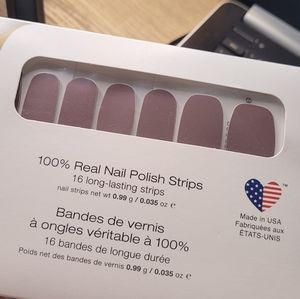 100% Real Nail Polish Strips
16 long-lasting strips
nail strips net wt 0.99 g / 0.035 oz ℮
Bandes de vernis
à ongles véritable à 100%
16 bandes de longue durée
Poids net des bandes de vernis 0.99 g / 0.035 oz ℮
Made in USA
Fabriquées aux
ÉTATS-UNIS